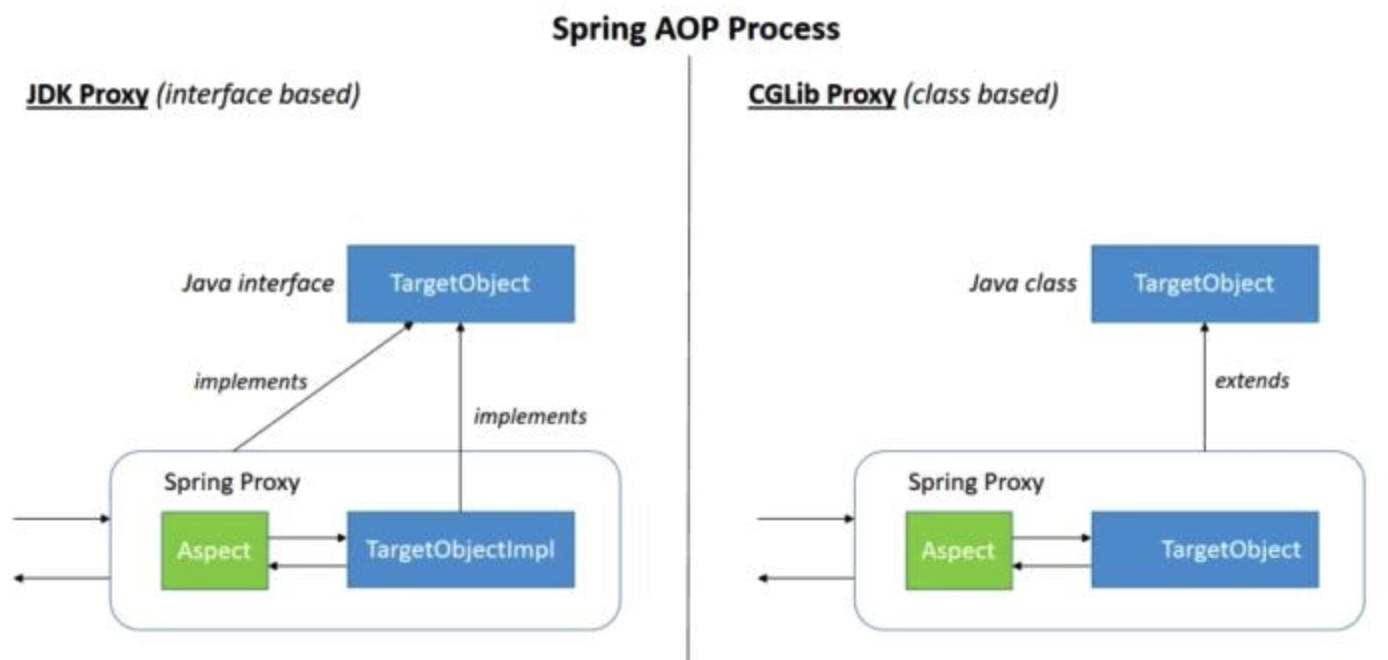 Spring AOP Process
JDK Proxy (interface based)
Java interface
TargetObject
implements
implements
Spring Proxy
Aspect
TargetObjectImpl
CGLib Proxy (class based)
Java class
TargetObject
extends
Spring Proxy
Aspect
TargetObject